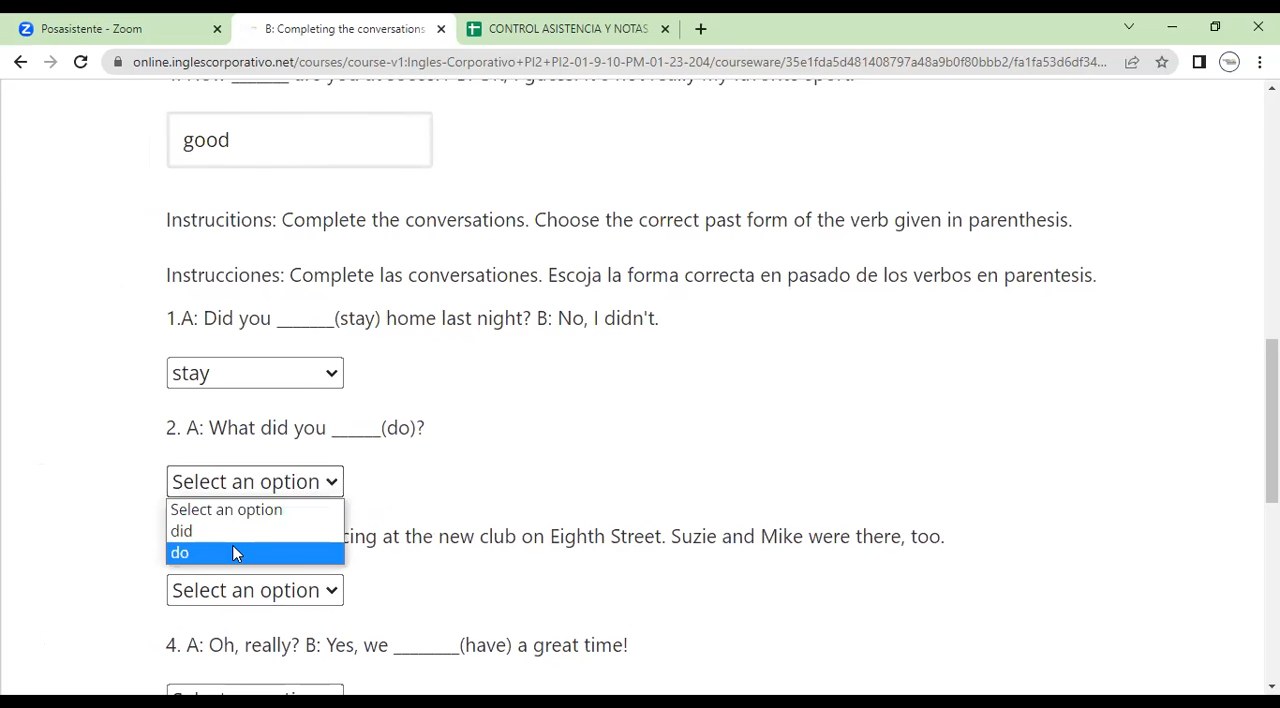 Posasistente - Zoom
B: Completing the conversations
CONTROL ASISTENCIA Y NOTAS
online.inglescorporativo.net/courses/course-v1:Ingles-Corporativo+PI2+PI2-01-9-10-PM-01-23-204/courseware/35e1fda5d481408797a48a9b0f80bbb2/fa1fa53d6df34...
good
Instrucitions: Complete the conversations. Choose the correct past form of the verb given in parenthesis.
Instrucciones: Complete las conversationes. Escoja la forma correcta en pasado de los verbos en parentesis.
1.A: Did you _______(stay) home last night? B: No, I didn't.
stay
2. A: What did you _____(do)?
Select an option
Select an option
did
do
cing at the new club on Eighth Street. Suzie and Mike were there, too.
Select an option
4. A: Oh, really? B: Yes, we _______(have) a great time!